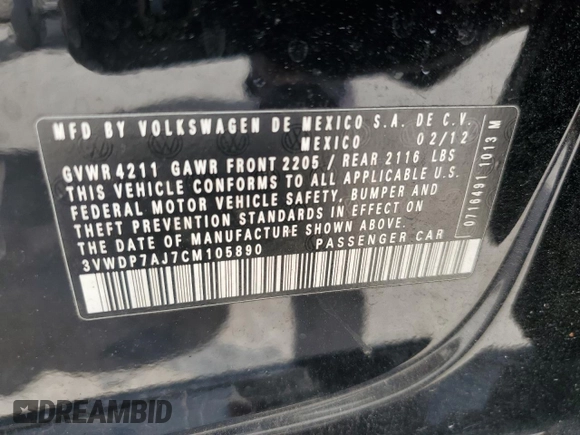 MFD BY VOLKSWAGEN DE MEXICO S.A. DE C.V.
MEXICO 02/12
GVWR 4211 GAWR FRONT 2205 / REAR 2116 LBS
THIS VEHICLE CONFORMS TO ALL APPLICABLE U.S.
FEDERAL MOTOR VEHICLE SAFETY, BUMPER AND
THEFT PREVENTION STANDARDS IN EFFECT ON
THE DATE OF MANUFACTURE SHOWN ABOVE.
3VWDP7AJ7CM105890 PASSENGER CAR
0716491 1013 M
DREAMBID